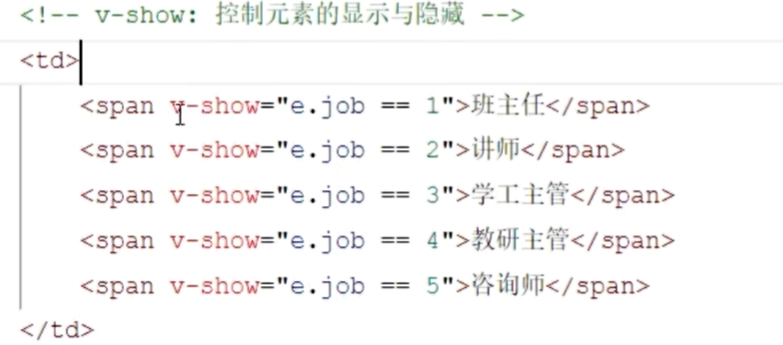 <!-- v-show: 控制元素的显示与隐藏 -->
<td>
<span v-show="e.job == 1">班主任</span>
<span v-show="e.job == 2">讲师</span>
<span v-show="e.job == 3">学工主管</span>
<span v-show="e.job == 4">教研主管</span>
<span v-show="e.job == 5">咨询师</span>
</td>